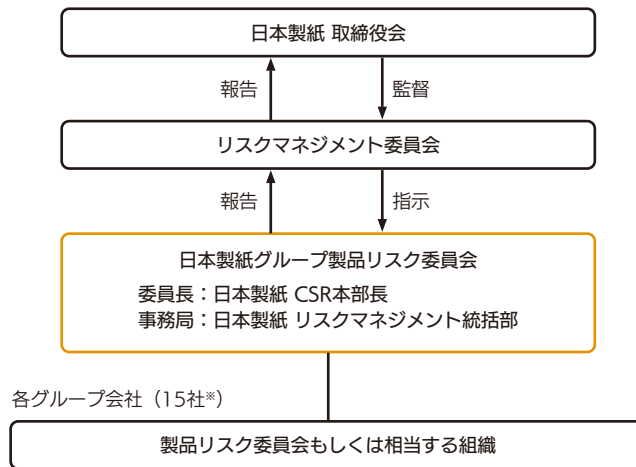 日本製紙 取締役会
報告
監督
リスクマネジメント委員会
報告
指示
日本製紙グループ製品リスク委員会
委員長：日本製紙 CSR本部長
事務局：日本製紙 リスクマネジメント統括部
各グループ会社（15社※）
製品リスク委員会もしくは相当する組織